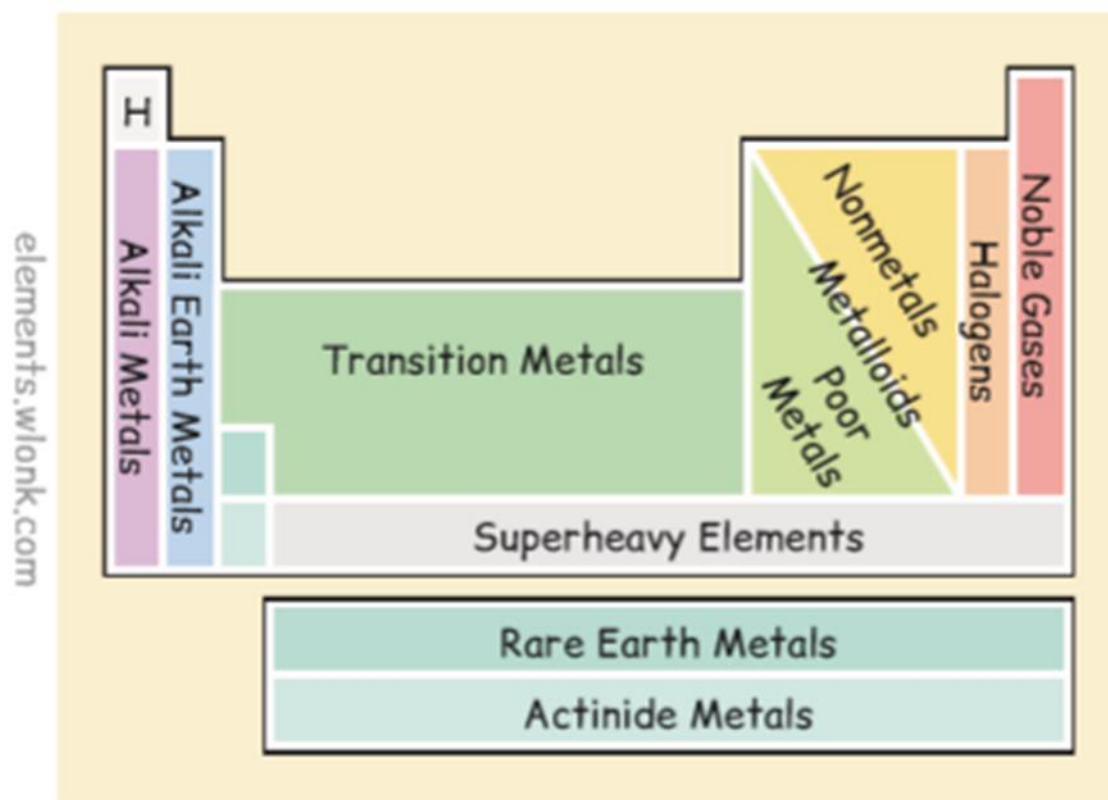 H
Alkali Metals
Alkali Earth Metals
Transition Metals
Nonmetals
Metalloids
Poor
Metals
Halogens
Noble Gases
Superheavy Elements
Rare Earth Metals
Actinide Metals
elements.wlonk.com